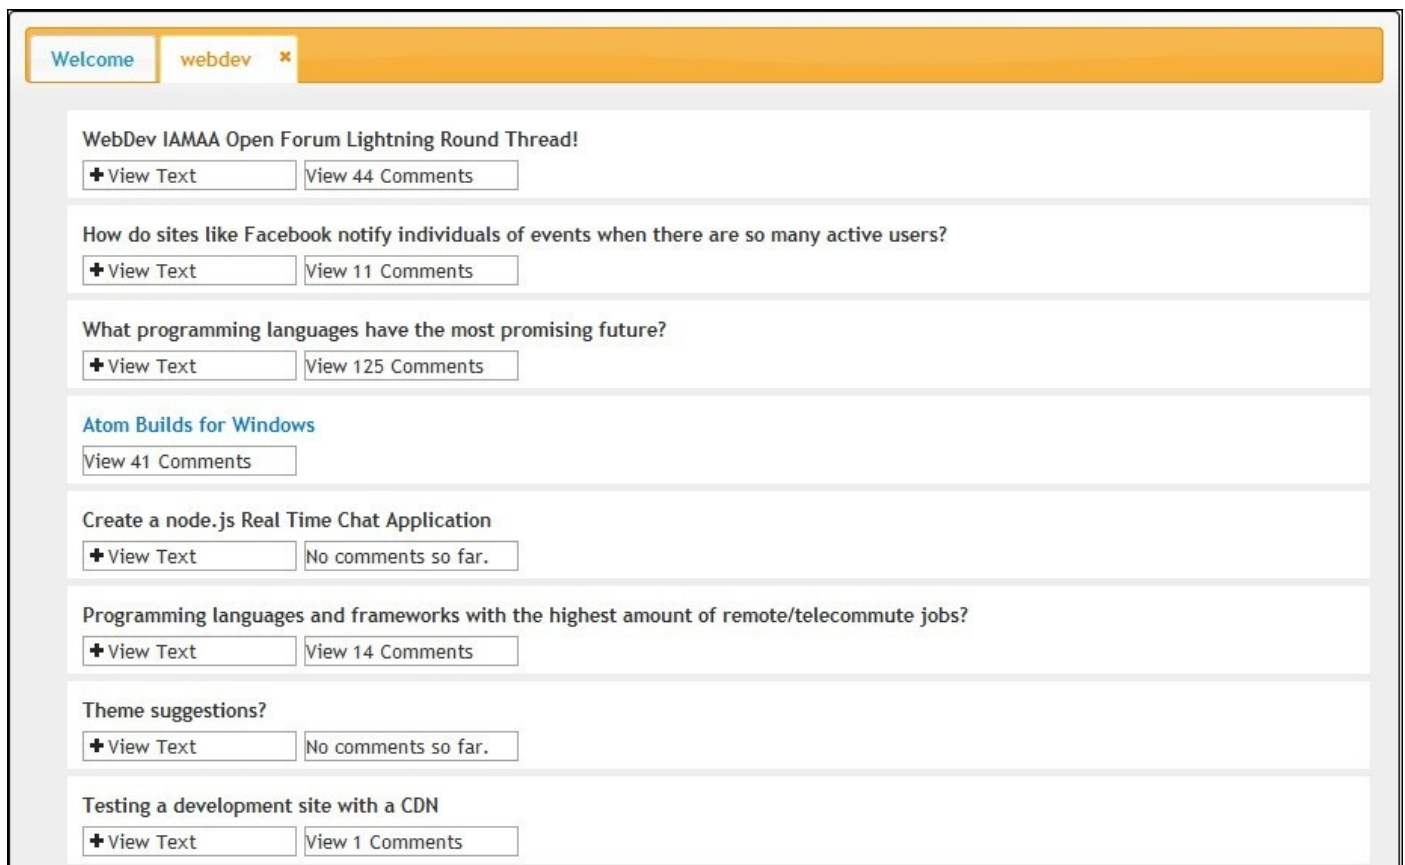 Welcome webdev
WebDev IAMAA Open Forum Lightning Round Thread!
View Text View 44 Comments
How do sites like Facebook notify individuals of events when there are so many active users?
View Text View 11 Comments
What programming languages have the most promising future?
View Text View 125 Comments
Atom Builds for Windows
View 41 Comments
Create a node.js Real Time Chat Application
View Text No comments so far.
Programming languages and frameworks with the highest amount of remote/telecommute jobs?
View Text View 14 Comments
Theme suggestions?
View Text No comments so far.
Testing a development site with a CDN
View Text View 1 Comments